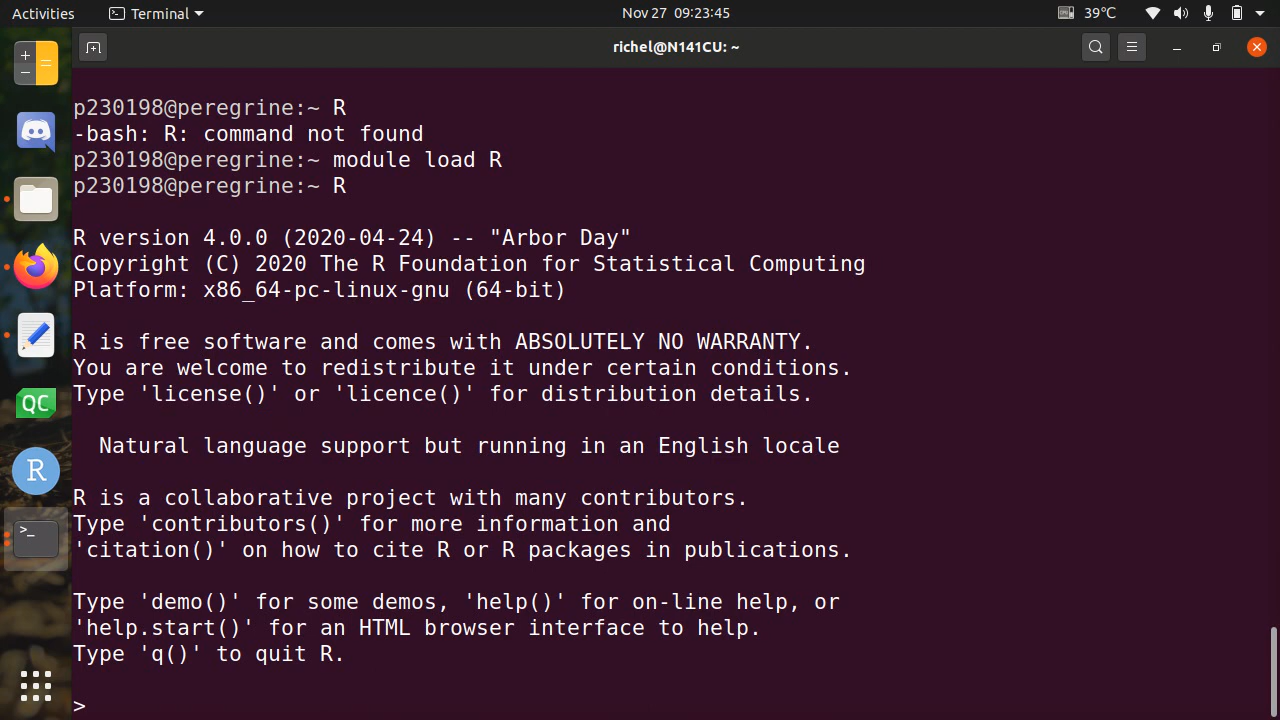 Activities Terminal Nov 27 09:23:45 39°C
richel@N141CU: ~
p230198@peregrine:~ R
-bash: R: command not found
p230198@peregrine:~ module load R
p230198@peregrine:~ R
R version 4.0.0 (2020-04-24) -- "Arbor Day"
Copyright (C) 2020 The R Foundation for Statistical Computing
Platform: x86_64-pc-linux-gnu (64-bit)
R is free software and comes with ABSOLUTELY NO WARRANTY.
You are welcome to redistribute it under certain conditions.
Type 'license()' or 'licence()' for distribution details.
Natural language support but running in an English locale
R is a collaborative project with many contributors.
Type 'contributors()' for more information and
'citation()' on how to cite R or R packages in publications.
Type 'demo()' for some demos, 'help()' for on-line help, or
'help.start()' for an HTML browser interface to help.
Type 'q()' to quit R.
>
QC
R
>_